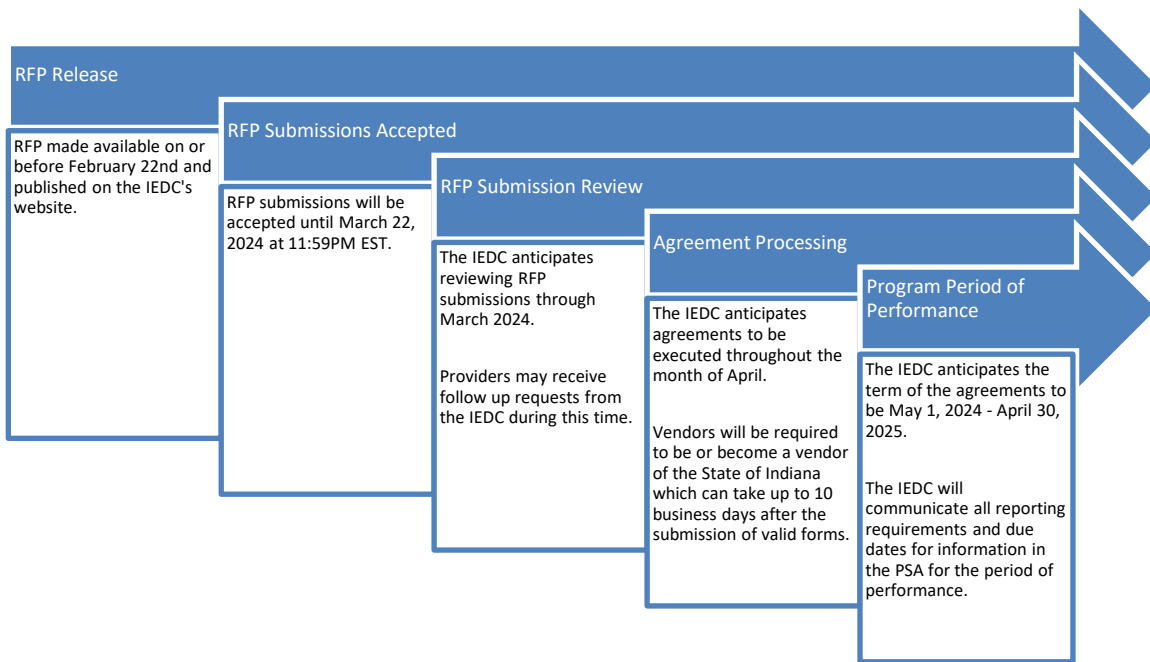 RFP Release
RFP made available on or
before February 22nd and
published on the IEDC's
website.
RFP Submissions Accepted
RFP submissions will be
accepted until March 22,
2024 at 11:59PM EST.
RFP Submission Review
The IEDC anticipates
reviewing RFP
submissions through
March 2024.
Providers may receive
follow up requests from
the IEDC during this time.
Agreement Processing
The IEDC anticipates
agreements to be
executed throughout the
month of April.
Vendors will be required
to be or become a vendor
of the State of Indiana
which can take up to 10
business days after the
submission of valid forms.
Program Period of
Performance
The IEDC anticipates the
term of the agreements to
be May 1, 2024 - April 30,
2025.
The IEDC will
communicate all reporting
requirements and due
dates for information in
the PSA for the period of
performance.